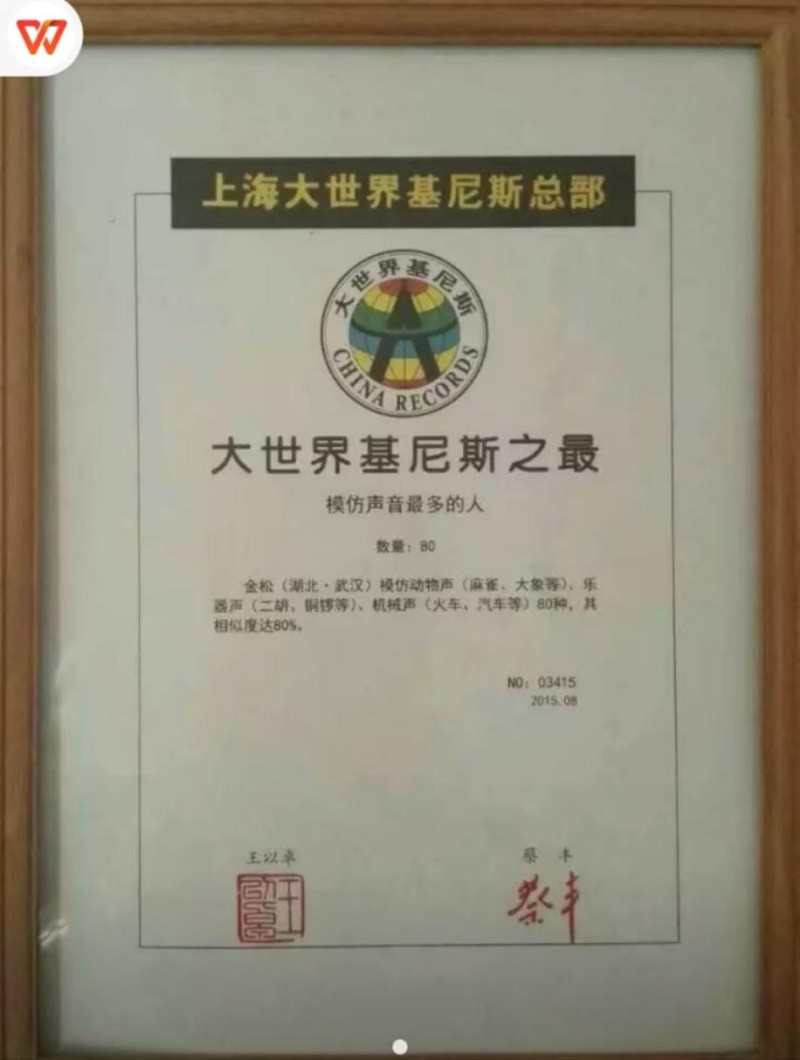 上海大世界基尼斯总部
大世界基尼斯
CHINA RECORDS
大世界基尼斯之最
模仿声音最多的人
数量：80
金松（湖北·武汉）模仿动物声（麻雀、大象等）、乐
器声（二胡、铜锣等）、机械声（火车、汽车等）80种，其
相似度达80%。
NO：03415
2015.08
王以卓
蔡 丰
蔡丰